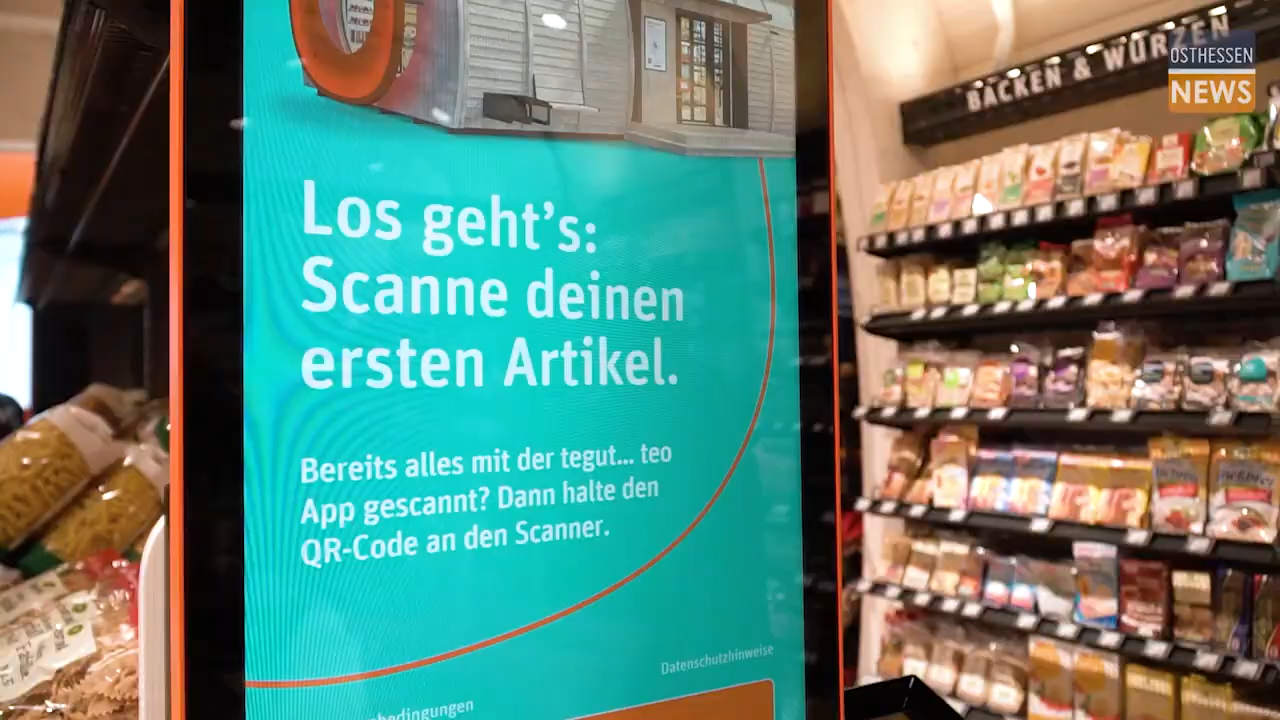 BACKEN & WÜRZEN
OSTHESSEN
NEWS
Los geht's:
Scanne deinen
ersten Artikel.
Bereits alles mit der tegut... teo
App gescannt? Dann halte den
QR-Code an den Scanner.
Datenschutzhinweise